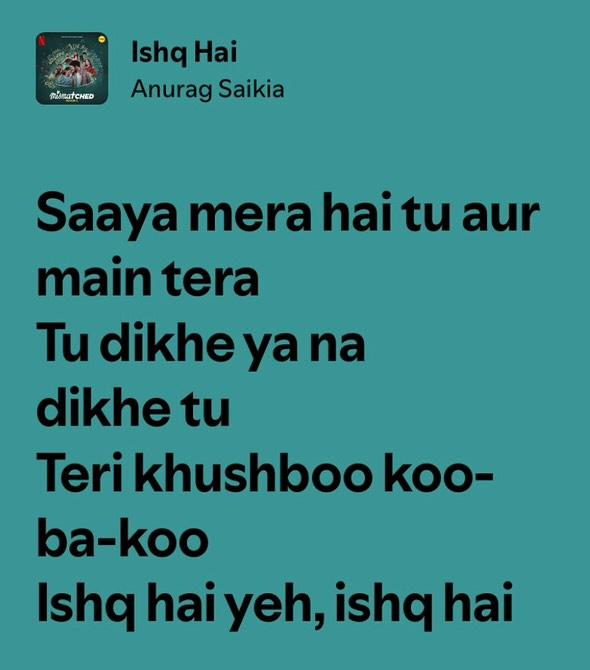 Ishq Hai
Anurag Saikia
mismatched
Saaya mera hai tu aur
main tera
Tu dikhe ya na
dikhe tu
Teri khushboo koo-
ba-koo
Ishq hai yeh, ishq hai